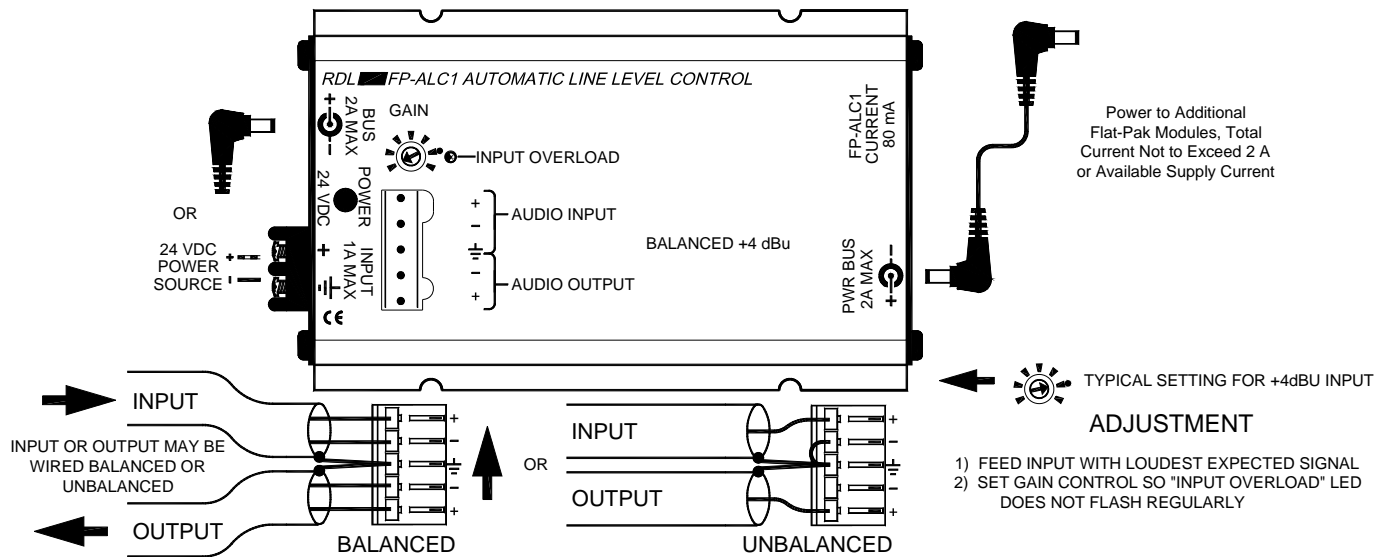 RDL FP-ALC1 AUTOMATIC LINE LEVEL CONTROL
+
-
BUS
2A MAX
GAIN
INPUT OVERLOAD
POWER
24 VDC
INPUT
1A MAX
+
CE
+
-
AUDIO INPUT
-
+
AUDIO OUTPUT
BALANCED +4 dBu
FP-ALC1
CURRENT
80 mA
PWR BUS
2A MAX
-
+
OR
24 VDC
POWER
SOURCE
+
-
Power to Additional
Flat-Pak Modules, Total
Current Not to Exceed 2 A
or Available Supply Current
INPUT
INPUT OR OUTPUT MAY BE
WIRED BALANCED OR
UNBALANCED
OUTPUT
+
-
-
+
BALANCED
OR
INPUT
OUTPUT
+
-
-
+
UNBALANCED
TYPICAL SETTING FOR +4dBU INPUT
ADJUSTMENT
1) FEED INPUT WITH LOUDEST EXPECTED SIGNAL
2) SET GAIN CONTROL SO "INPUT OVERLOAD" LED
DOES NOT FLASH REGULARLY